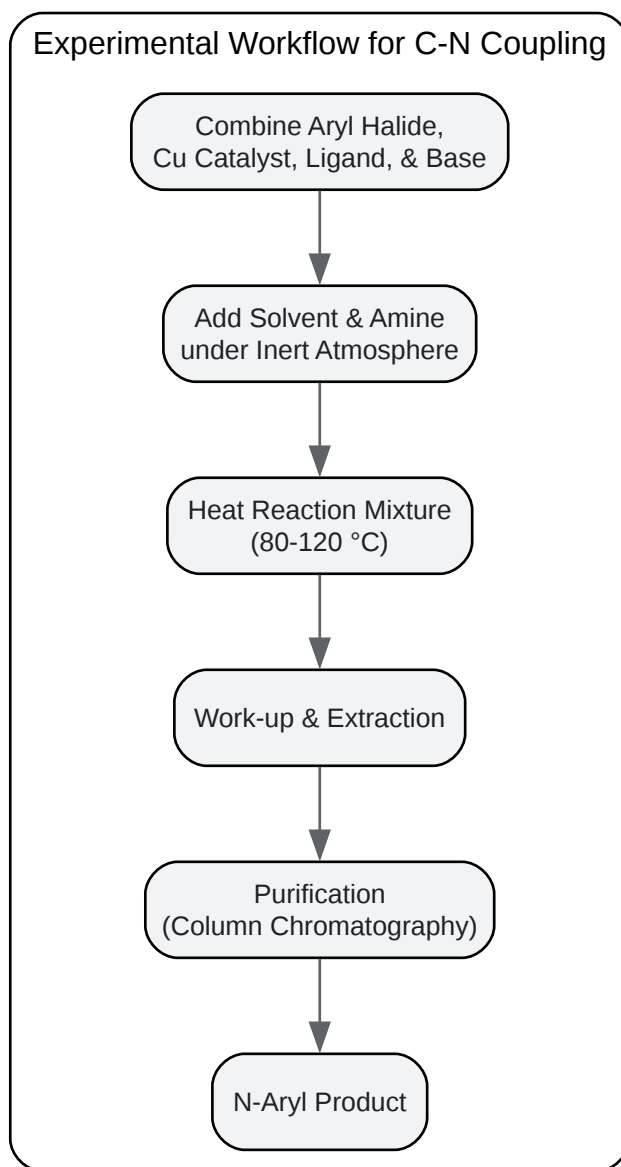 Experimental Workflow for C-N Coupling
Combine Aryl Halide,
Cu Catalyst, Ligand, & Base
Add Solvent & Amine
under Inert Atmosphere
Heat Reaction Mixture
(80-120 °C)
Work-up & Extraction
Purification
(Column Chromatography)
N-Aryl Product